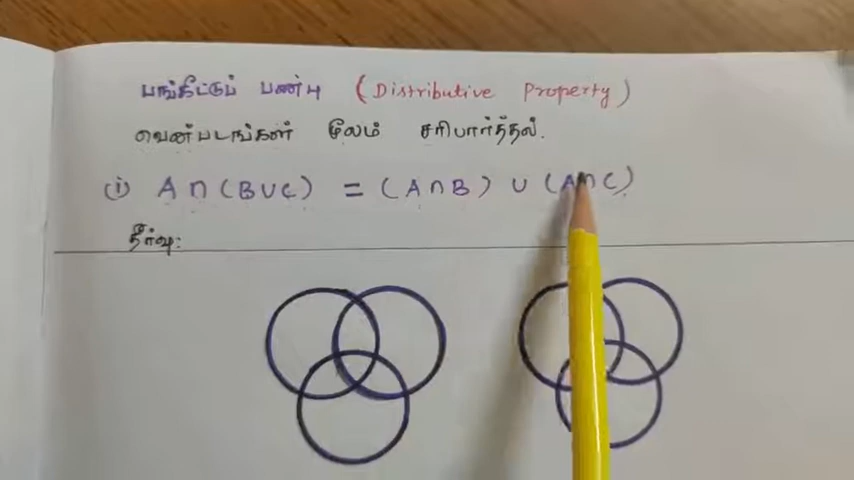 பங்கீட்டுப் பண்பு (Distributive Property)
வென்படங்கள் மூலம் சரிபார்த்தல்.
(i) A∩(B∪C) = (A∩B) ∪ (A∩C)
தீர்வு: